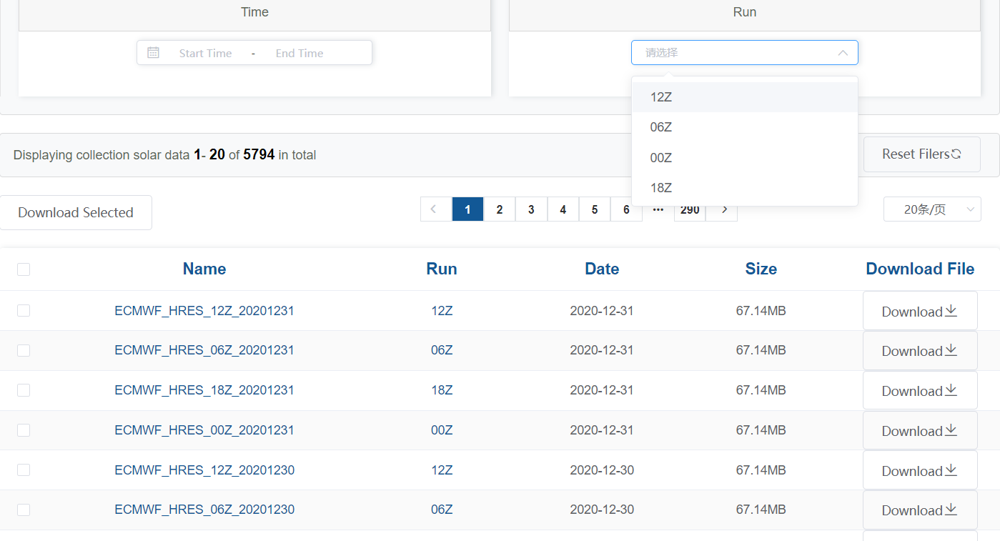 Time
Run
Start Time - End Time
请选择
12Z
06Z
00Z
18Z
Displaying collection solar data 1- 20 of 5794 in total
Reset Filers
Download Selected
1 2 3 4 5 6 ··· 290
20条/页
Name Run Date Size Download File
ECMWF_HRES_12Z_20201231 12Z 2020-12-31 67.14MB Download
ECMWF_HRES_06Z_20201231 06Z 2020-12-31 67.14MB Download
ECMWF_HRES_18Z_20201231 18Z 2020-12-31 67.14MB Download
ECMWF_HRES_00Z_20201231 00Z 2020-12-31 67.14MB Download
ECMWF_HRES_12Z_20201230 12Z 2020-12-30 67.14MB Download
ECMWF_HRES_06Z_20201230 06Z 2020-12-30 67.14MB Download